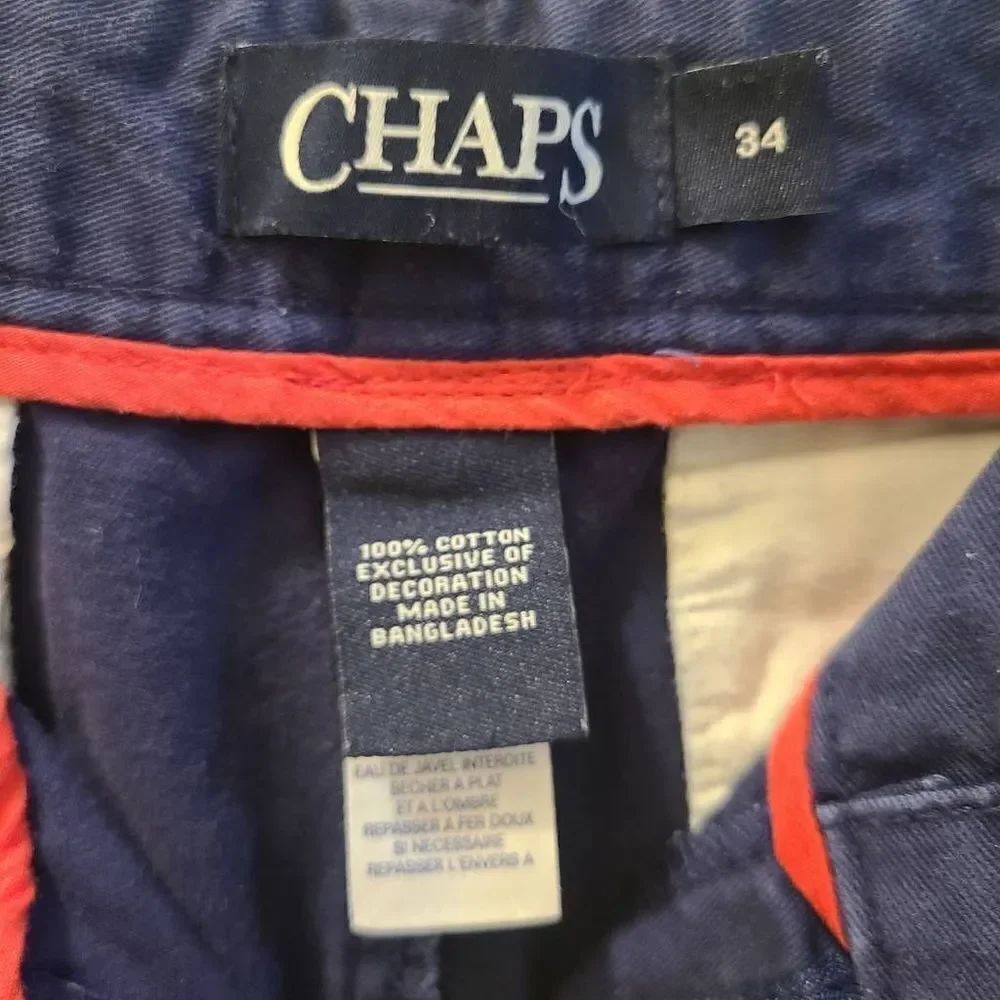 CHAPS
34
100% COTTON
EXCLUSIVE OF
DECORATION
MADE IN
BANGLADESH
EAU DE JAVEL INTERDITE
SECHER A PLAT
ET A L'OMBRE
REPASSER A FER DOUX
SI NECESSAIRE
REPASSER L'ENVERS A